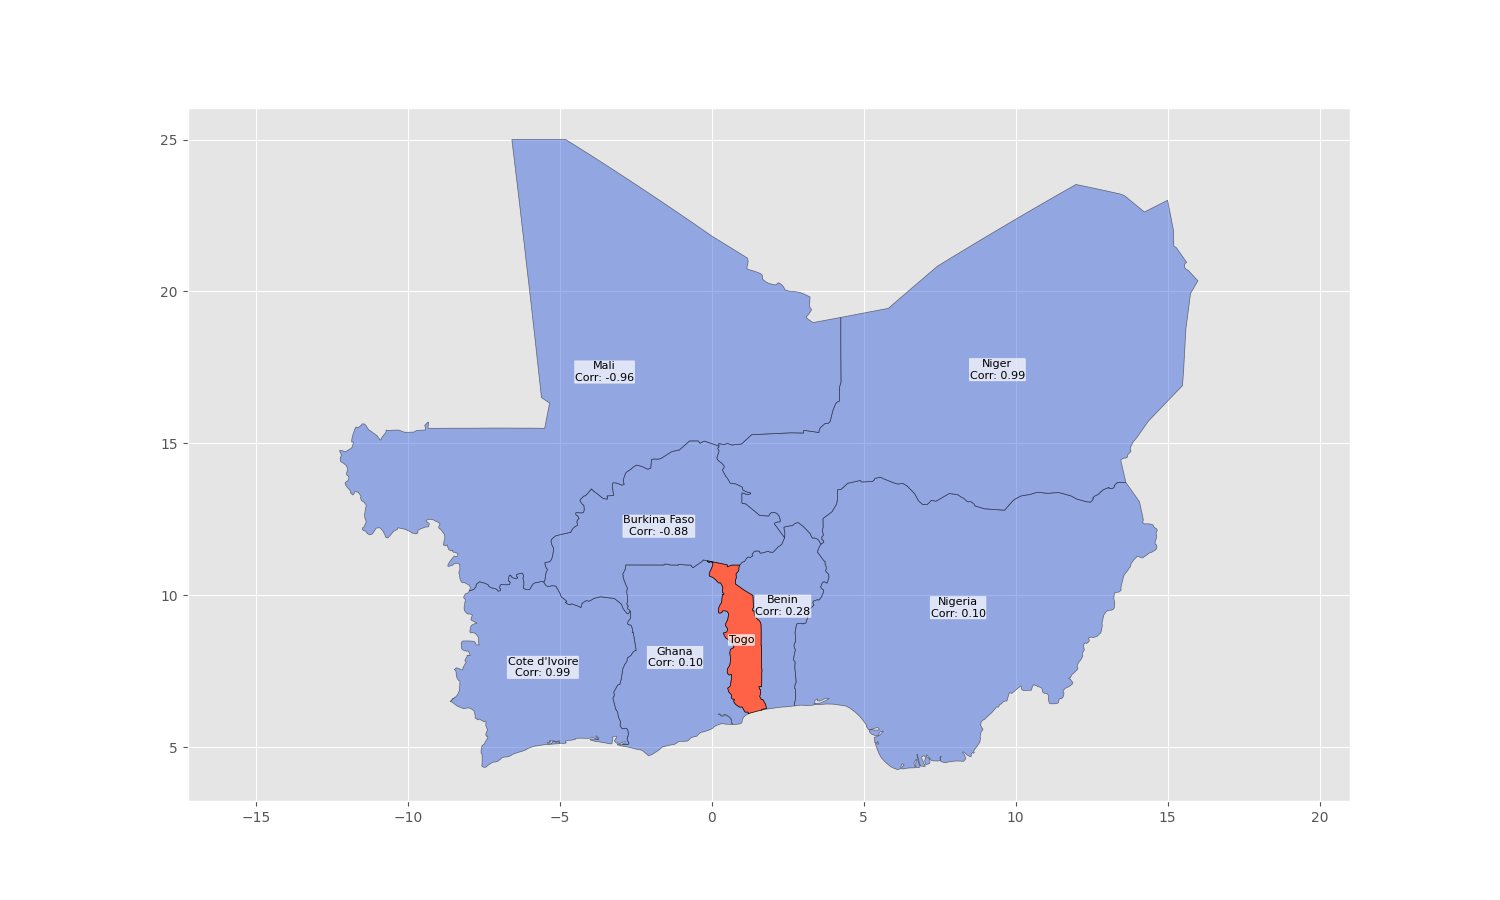 25
20
15
10
5
Mali
Corr: -0.96
Niger
Corr: 0.99
Burkina Faso
Corr: -0.88
Benin
Corr: 0.28
Nigeria
Corr: 0.10
Togo
Ghana
Corr: 0.10
Cote d'Ivoire
Corr: 0.99
−15 −10 −5 0 5 10 15 20